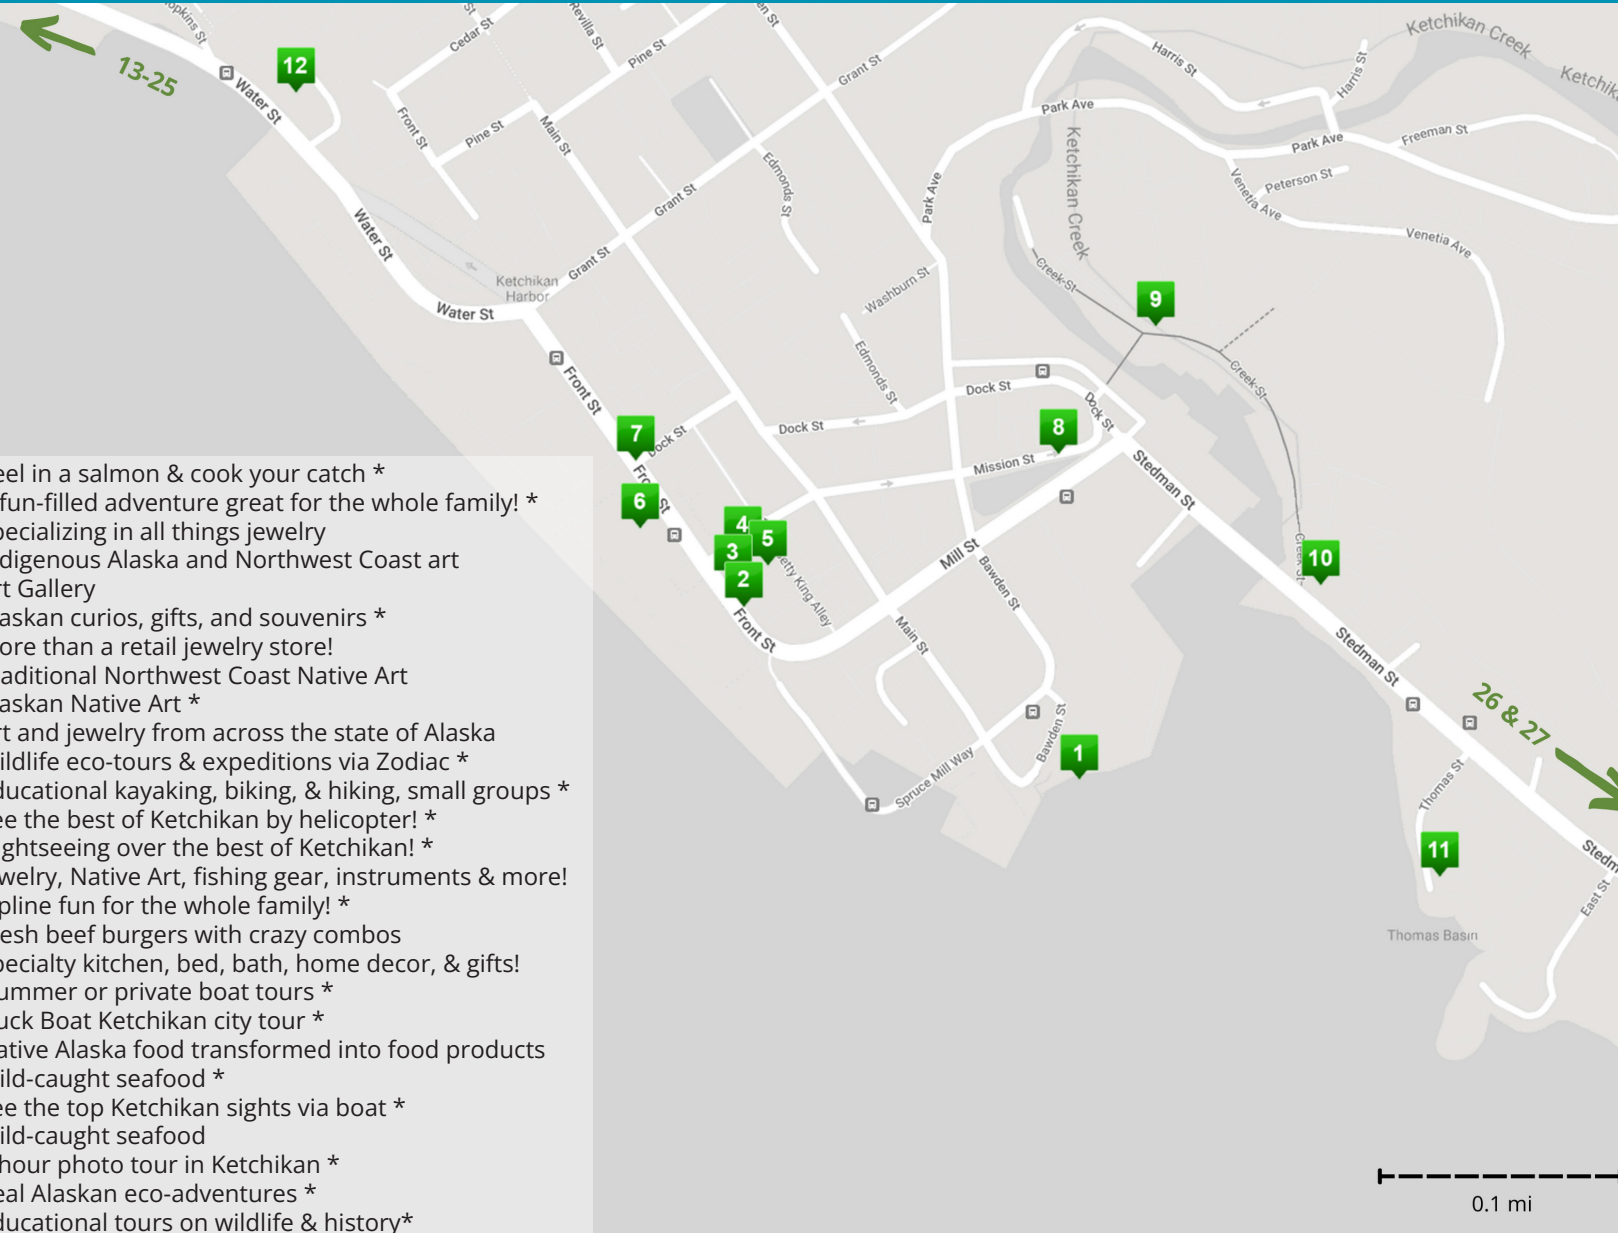 13-25
12
Water St
Cedar St
Revilla St
Pine St
Grant St
Harris St
Ketchikan Creek
Harris St
Park Ave
Front St
Pine St
Main St
Edmonds St
Grant St
Park Ave
Ketchikan Creek
Park Ave
Freeman St
Peterson St
Venetia Ave
Venetia Ave
Water St
Grant St
Ketchikan
Harbor
Water St
Washburn St
Creek St
9
Front St
Edmonds St
Dock St
Dock St
Creek St
7
Dock St
8
Mission St
Stedman St
6
4
5
3
2
Mill St
Bawden St
10
Front St
Main St
Stedman St
26 & 27
Bawden St
1
Spruce Mill Way
Thomas St
11
East St
Thomas Basin
eel in a salmon & cook your catch *
fun-filled adventure great for the whole family! *
pecializing in all things jewelry
digenous Alaska and Northwest Coast art
rt Gallery
askan curios, gifts, and souvenirs *
ore than a retail jewelry store!
aditional Northwest Coast Native Art
askan Native Art *
rt and jewelry from across the state of Alaska
ildlife eco-tours & expeditions via Zodiac *
ducational kayaking, biking, & hiking, small groups *
ee the best of Ketchikan by helicopter! *
ghtseeing over the best of Ketchikan! *
welry, Native Art, fishing gear, instruments & more!
pline fun for the whole family! *
esh beef burgers with crazy combos
pecialty kitchen, bed, bath, home decor, & gifts!
ummer or private boat tours *
uck Boat Ketchikan city tour *
ative Alaska food transformed into food products
ild-caught seafood *
ee the top Ketchikan sights via boat *
ild-caught seafood
hour photo tour in Ketchikan *
eal Alaskan eco-adventures *
ducational tours on wildlife & history*
0.1 mi